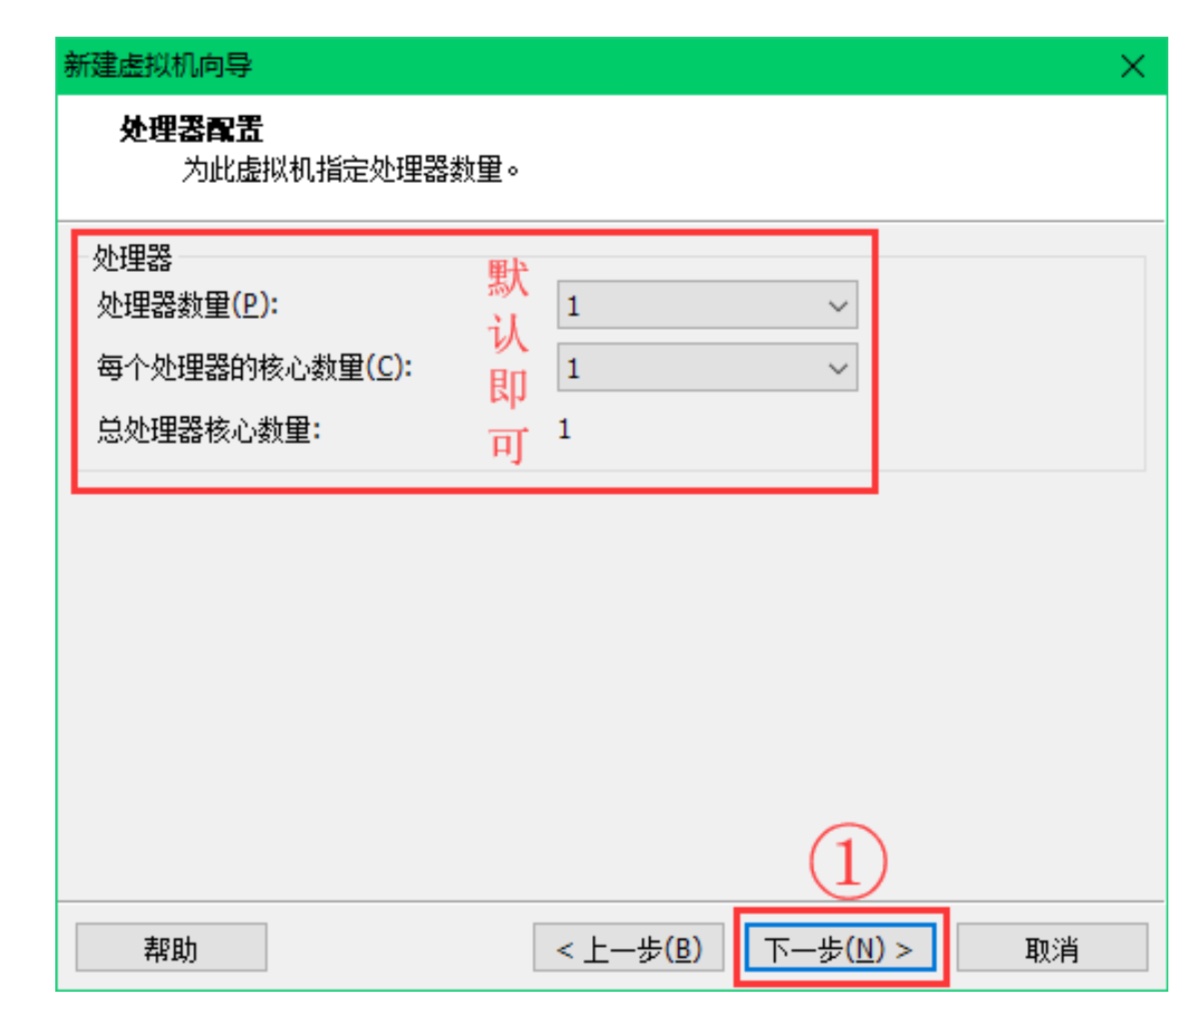 新建虚拟机向导
处理器配置
为此虚拟机指定处理器数量。
处理器
处理器数量(P): 1
每个处理器的核心数量(C): 1
总处理器核心数量: 1
默
认
即
可
①
帮助 < 上一步(B) 下一步(N) > 取消